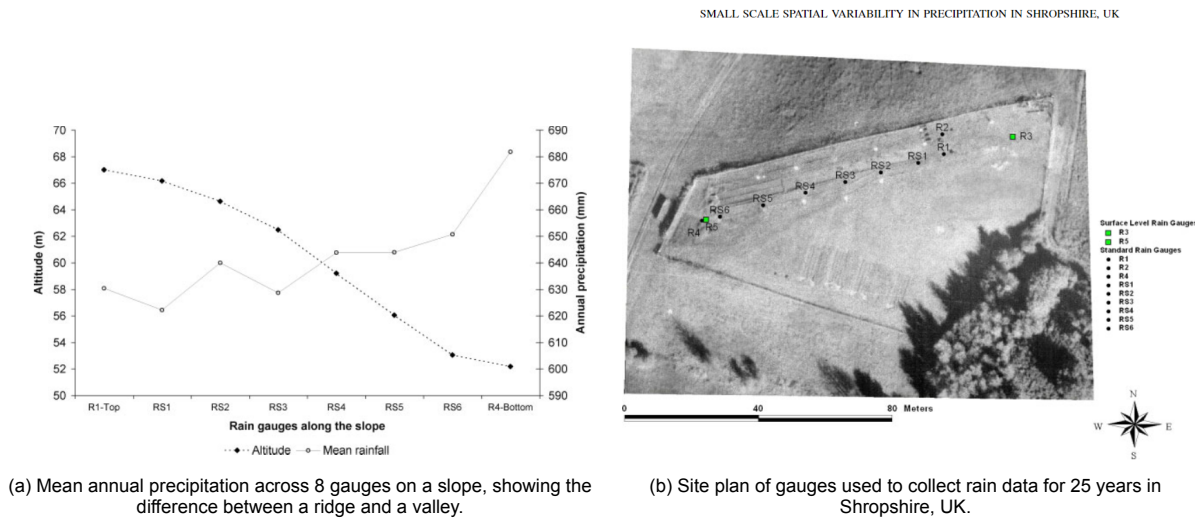 SMALL SCALE SPATIAL VARIABILITY IN PRECIPITATION IN SHROPSHIRE, UK
70
68
66
64
62
60
58
56
54
52
50
Altitude (m)
690
680
670
660
650
640
630
620
610
600
590
Annual precipitation (mm)
R1-Top RS1 RS2 RS3 RS4 RS5 RS6 R4-Bottom
Rain gauges along the slope
Altitude Mean rainfall
(a) Mean annual precipitation across 8 gauges on a slope, showing the
difference between a ridge and a valley.
R2
R3
R1
RS1
RS2
RS3
RS4
RS5
RS6
R4 R5
Surface Level Rain Gauges
R3
R5
Standard Rain Gauges
R1
R2
R4
RS1
RS2
RS3
RS4
RS5
RS6
0 40 80 Meters
N
W E
S
(b) Site plan of gauges used to collect rain data for 25 years in
Shropshire, UK.